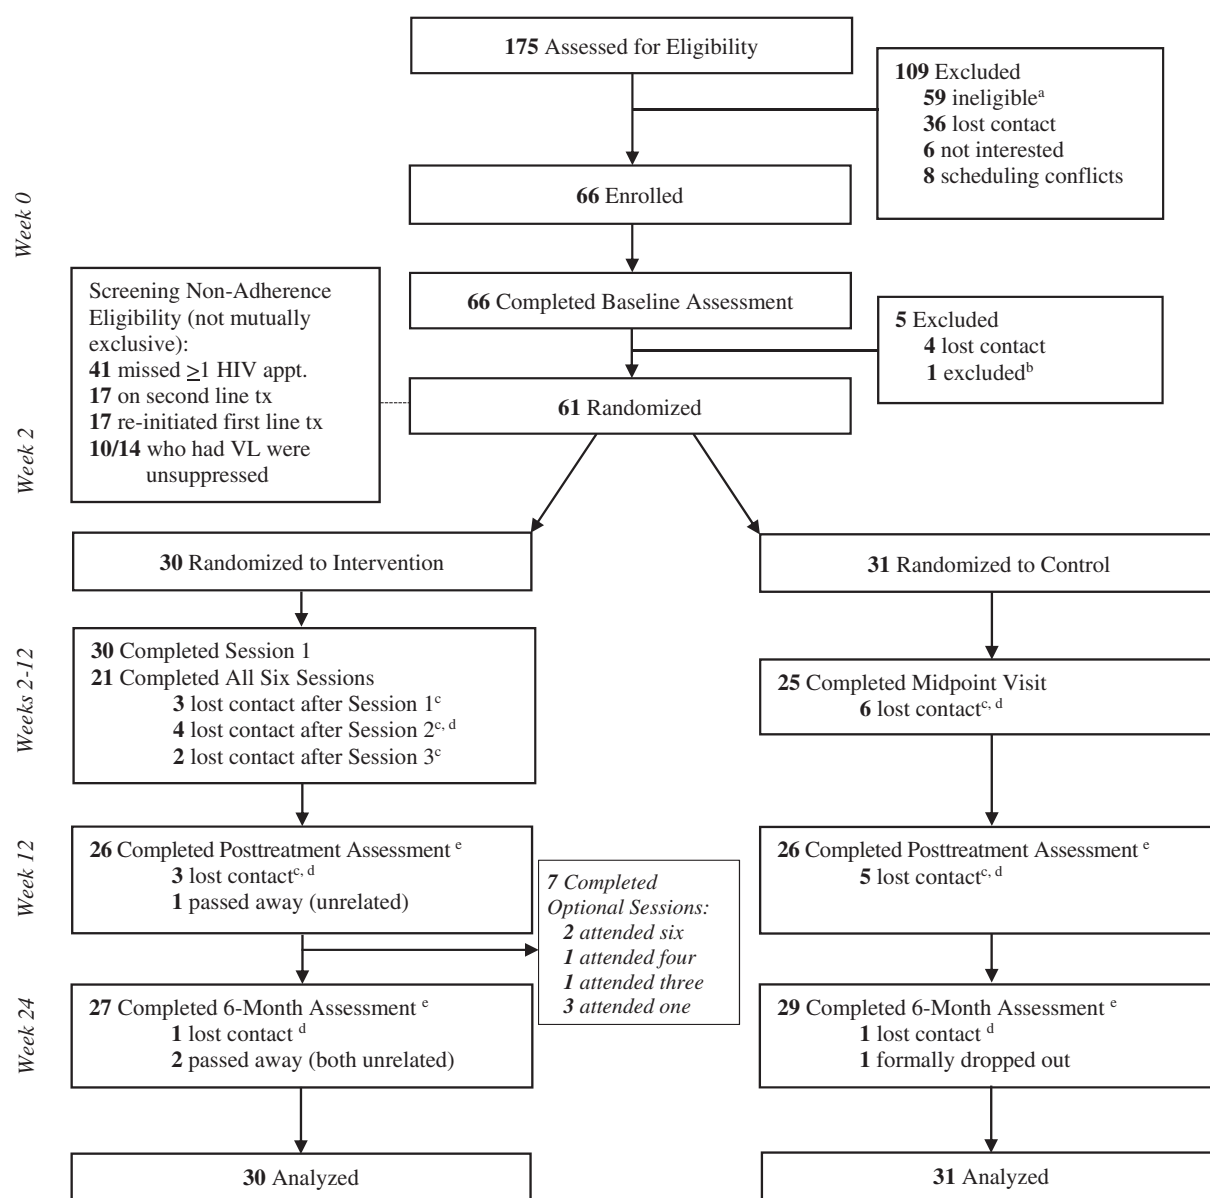 175 Assessed for Eligibility
109 Excluded
59 ineligibleᵃ
36 lost contact
6 not interested
8 scheduling conflicts
Week 0
66 Enrolled
66 Completed Baseline Assessment
Screening Non-Adherence
Eligibility (not mutually
exclusive):
41 missed ≥1 HIV appt.
17 on second line tx
17 re-initiated first line tx
10/14 who had VL were
unsuppressed
5 Excluded
4 lost contact
1 excludedᵇ
Week 2
61 Randomized
30 Randomized to Intervention
31 Randomized to Control
Weeks 2-12
30 Completed Session 1
21 Completed All Six Sessions
3 lost contact after Session 1ᶜ
4 lost contact after Session 2ᶜ, ᵈ
2 lost contact after Session 3ᶜ
25 Completed Midpoint Visit
6 lost contactᶜ, ᵈ
Week 12
26 Completed Posttreatment Assessment ᵉ
3 lost contactᶜ, ᵈ
1 passed away (unrelated)
26 Completed Posttreatment Assessment ᵉ
5 lost contactᶜ, ᵈ
7 Completed
Optional Sessions:
2 attended six
1 attended four
1 attended three
3 attended one
Week 24
27 Completed 6-Month Assessment ᵉ
1 lost contact ᵈ
2 passed away (both unrelated)
29 Completed 6-Month Assessment ᵉ
1 lost contact ᵈ
1 formally dropped out
30 Analyzed
31 Analyzed